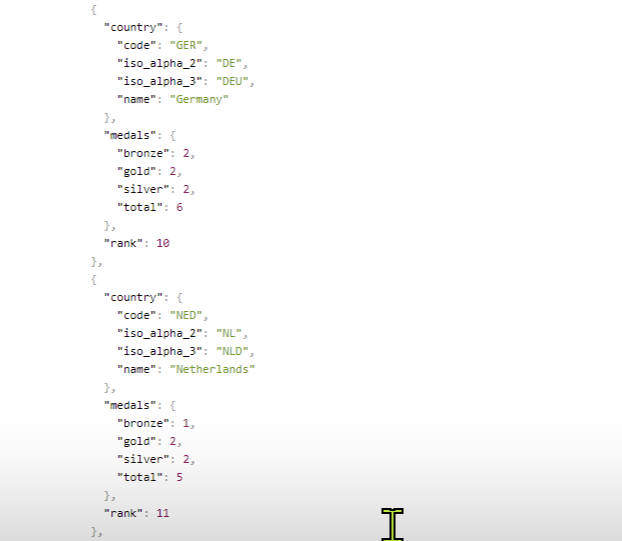 {
"country": {
"code": "GER",
"iso_alpha_2": "DE",
"iso_alpha_3": "DEU",
"name": "Germany"
},
"medals": {
"bronze": 2,
"gold": 2,
"silver": 2,
"total": 6
},
"rank": 10
},
{
"country": {
"code": "NED",
"iso_alpha_2": "NL",
"iso_alpha_3": "NLD",
"name": "Netherlands"
},
"medals": {
"bronze": 1,
"gold": 2,
"silver": 2,
"total": 5
},
"rank": 11
},